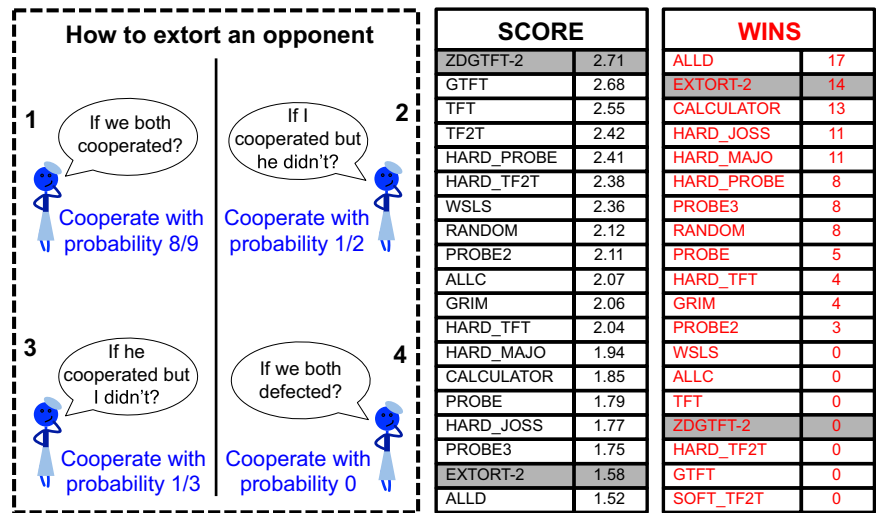 How to extort an opponent
1
If we both
cooperated?
Cooperate with
probability 8/9
2
If I
cooperated but
he didn't?
Cooperate with
probability 1/2
3
If he
cooperated but
I didn't?
Cooperate with
probability 1/3
4
If we both
defected?
Cooperate with
probability 0
SCORE
ZDGTFT-2 2.71
GTFT 2.68
TFT 2.55
TF2T 2.42
HARD_PROBE 2.41
HARD_TF2T 2.38
WSLS 2.36
RANDOM 2.12
PROBE2 2.11
ALLC 2.07
GRIM 2.06
HARD_TFT 2.04
HARD_MAJO 1.94
CALCULATOR 1.85
PROBE 1.79
HARD_JOSS 1.77
PROBE3 1.75
EXTORT-2 1.58
ALLD 1.52
WINS
ALLD 17
EXTORT-2 14
CALCULATOR 13
HARD_JOSS 11
HARD_MAJO 11
HARD_PROBE 8
PROBE3 8
RANDOM 8
PROBE 5
HARD_TFT 4
GRIM 4
PROBE2 3
WSLS 0
ALLC 0
TFT 0
ZDGTFT-2 0
HARD_TF2T 0
GTFT 0
SOFT_TF2T 0